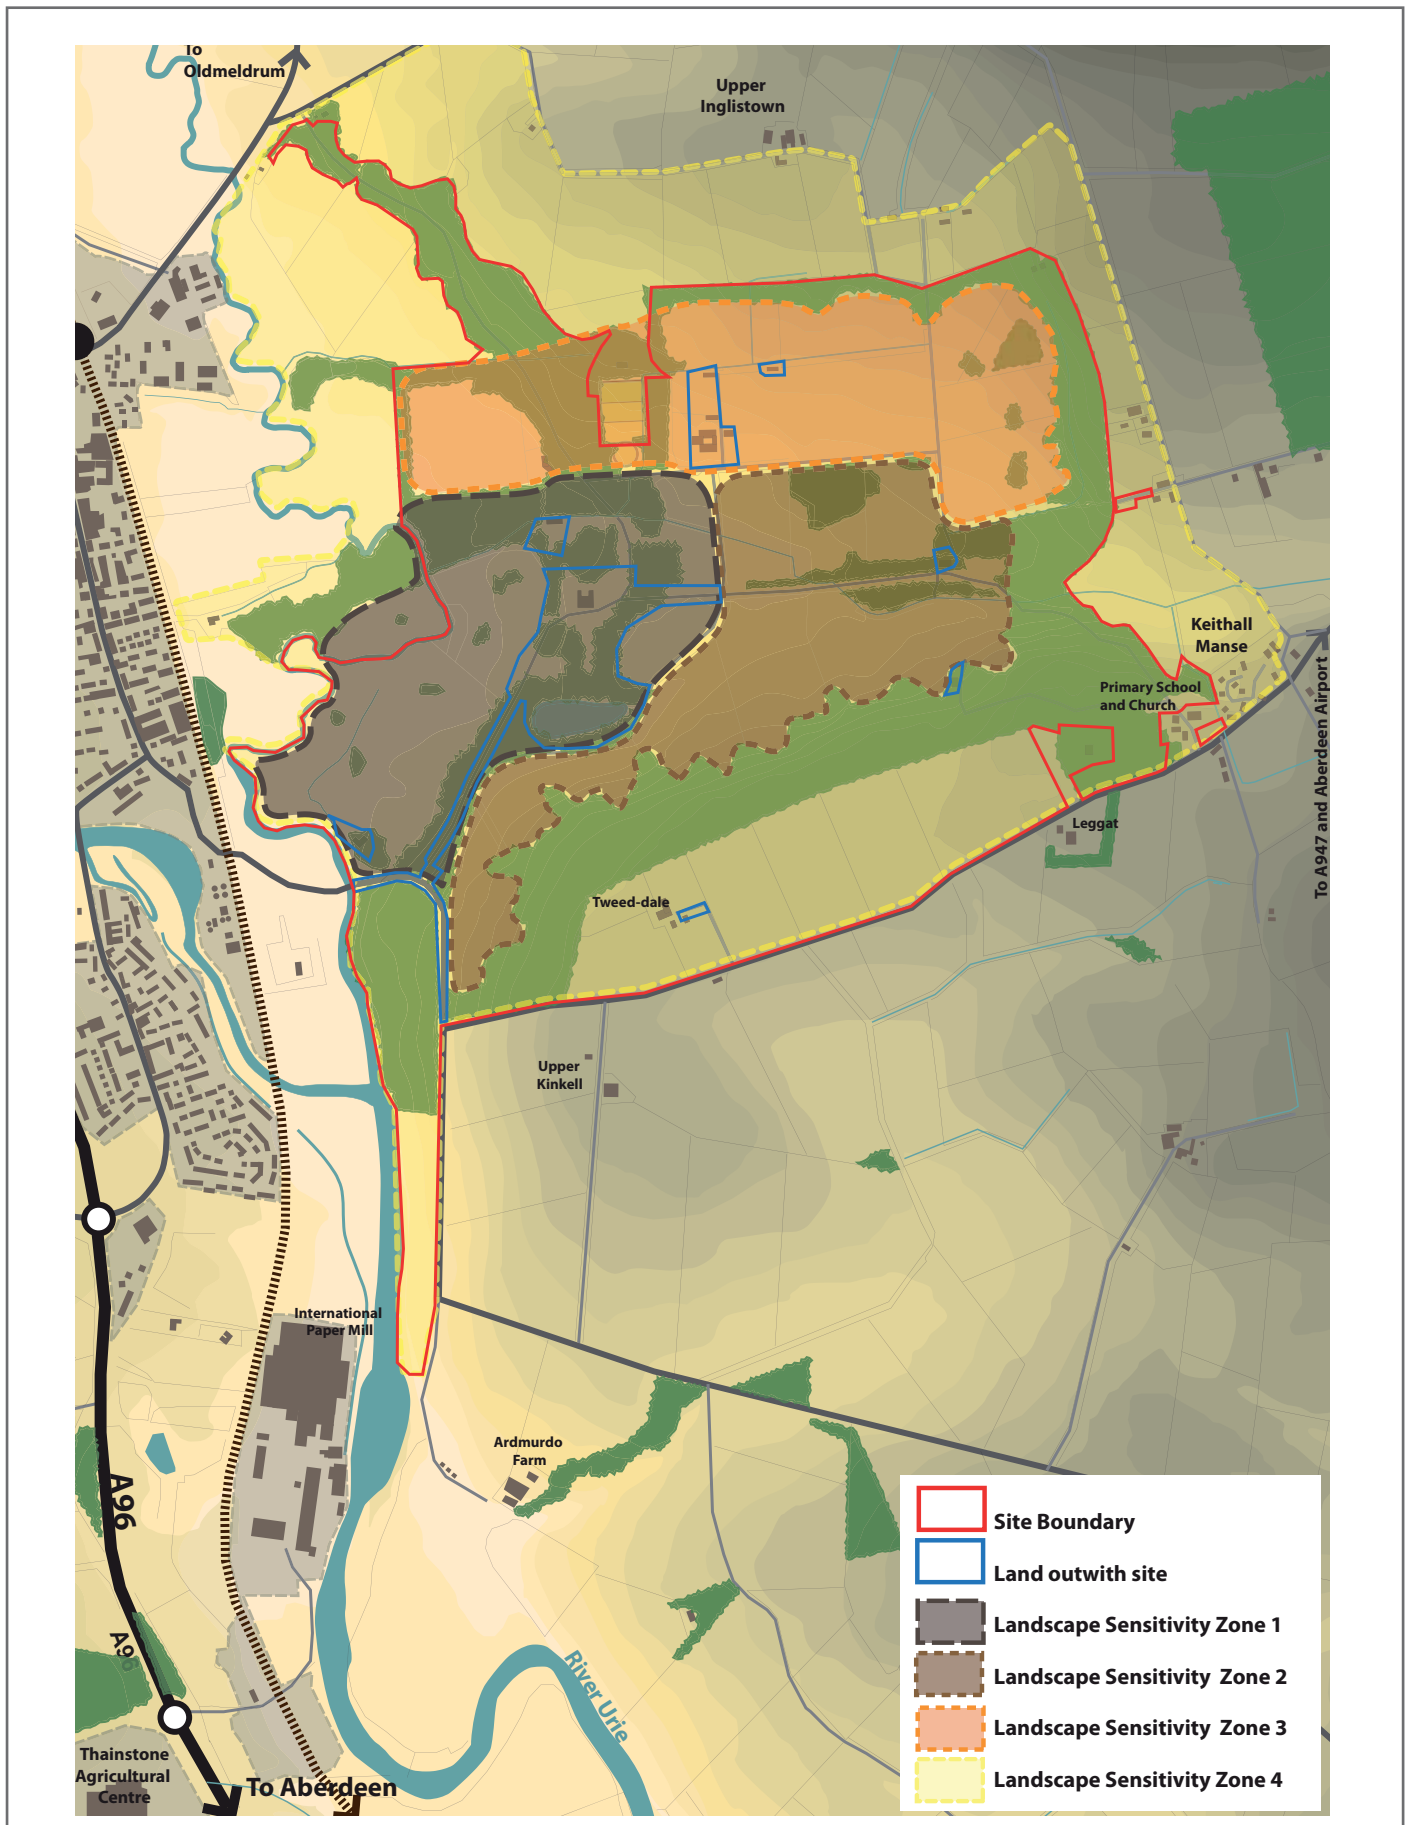 To
Oldmeldrum
Upper
Inglistown
Keithall
Manse
Primary School
and Church
To A947 and Aberdeen Airport
Leggat
Tweed-dale
Upper
Kinkell
International
Paper Mill
Ardmurdo
Farm
A96
A96
River Urie
Thainstone
Agricultural
Centre
To Aberdeen
Site Boundary
Land outwith site
Landscape Sensitivity Zone 1
Landscape Sensitivity Zone 2
Landscape Sensitivity Zone 3
Landscape Sensitivity Zone 4